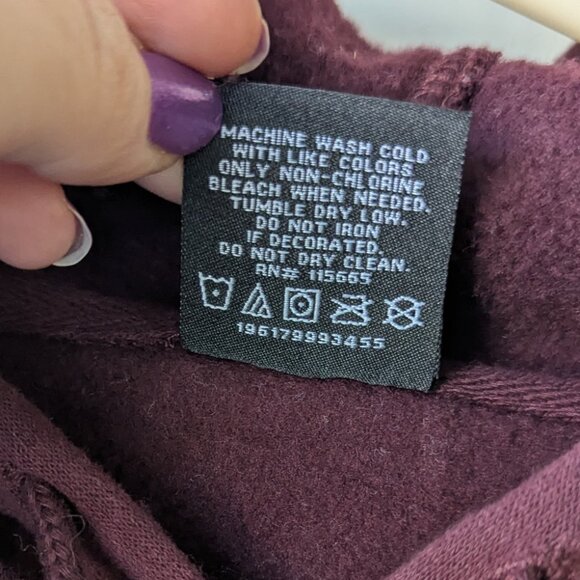 MACHINE WASH COLD
WITH LIKE COLORS
ONLY NON-CHLORINE
BLEACH WHEN NEEDED.
TUMBLE DRY LOW.
DO NOT IRON
IF DECORATED.
DO NOT DRY CLEAN.
RN# 115665
196179993455